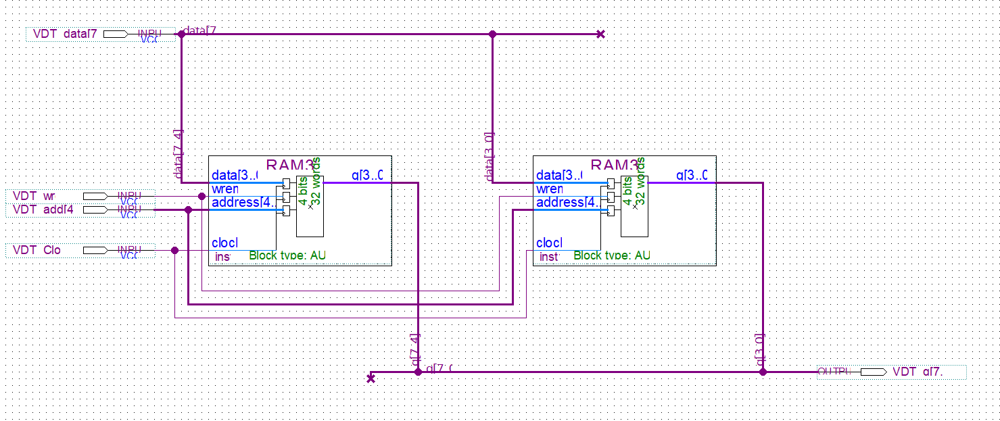 VDT data[7
INPU
VCC
data[7
data[7 4]
data[3 0]
RAM3
data[3..
wren
address[4..
clocl
ins
4 bits
32 words
q[3..0
Block type: AU
RAM3
data[3..
wren
address[4..
clocl
inst
4 bits
32 words
q[3..0
Block type: AU
VDT wr
INPU
VCC
VDT add[4
INPU
VCC
VDT Clo
INPU
VCC
q[7 4]
q[3 0]
q[7
OUTPU
VDT q[7.